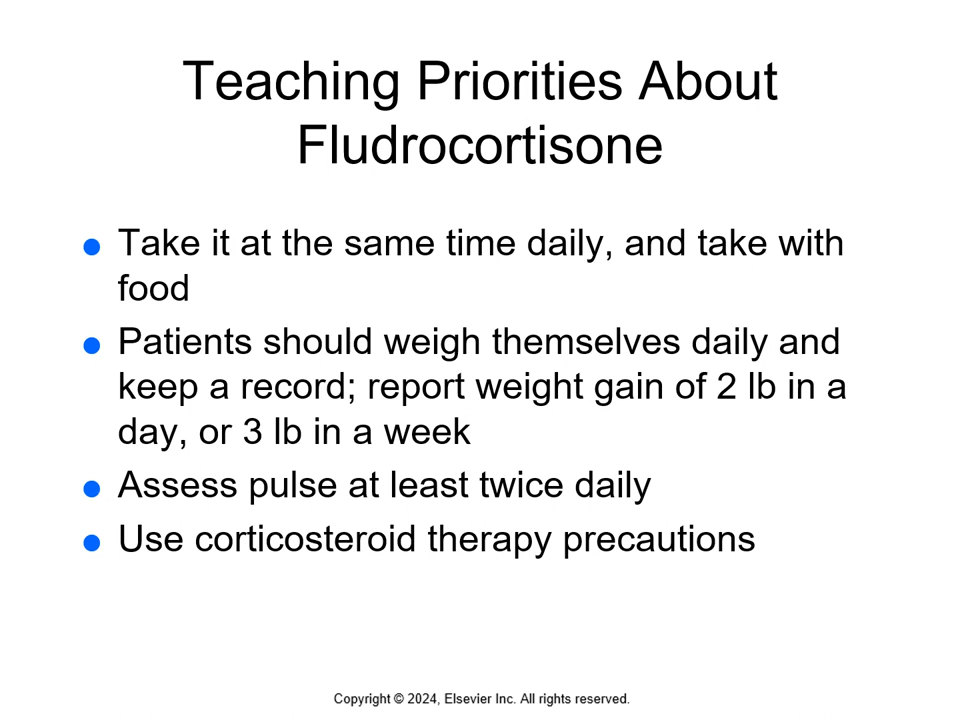 Teaching Priorities About
Fludrocortisone
● Take it at the same time daily, and take with
food
● Patients should weigh themselves daily and
keep a record; report weight gain of 2 lb in a
day, or 3 lb in a week
● Assess pulse at least twice daily
● Use corticosteroid therapy precautions
Copyright © 2024, Elsevier Inc. All rights reserved.